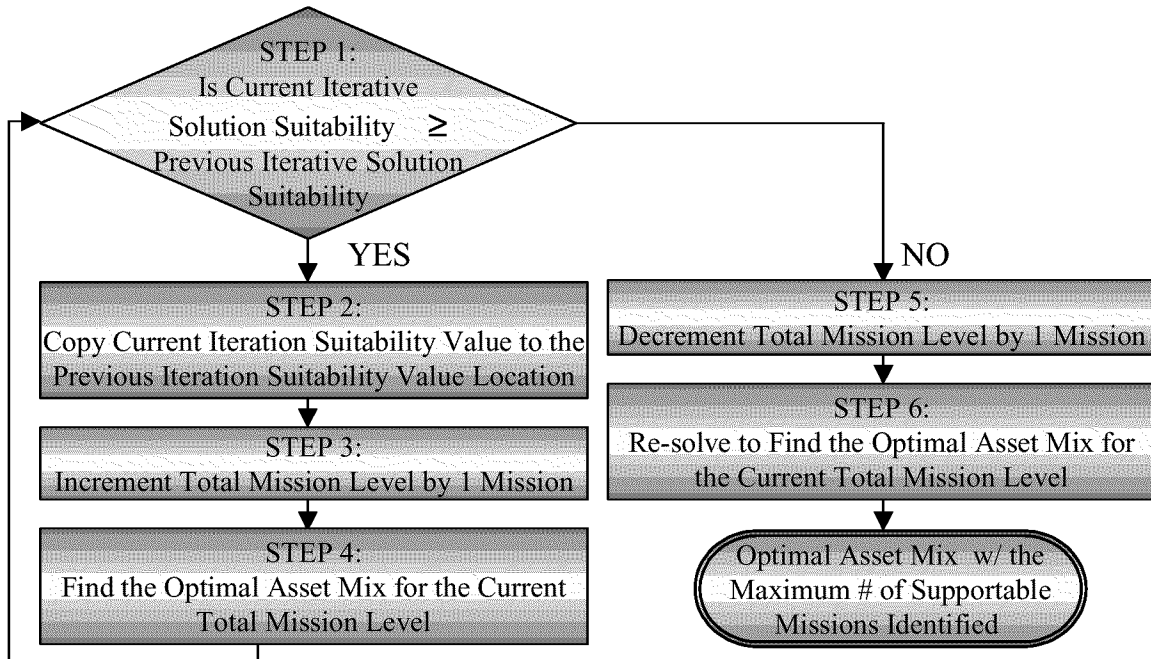 STEP 1:
Is Current Iterative
Solution Suitability ≥
Previous Iterative Solution
Suitability
YES
NO
STEP 2:
Copy Current Iteration Suitability Value to the
Previous Iteration Suitability Value Location
STEP 3:
Increment Total Mission Level by 1 Mission
STEP 4:
Find the Optimal Asset Mix for the Current
Total Mission Level
STEP 5:
Decrement Total Mission Level by 1 Mission
STEP 6:
Re-solve to Find the Optimal Asset Mix for
the Current Total Mission Level
Optimal Asset Mix w/ the
Maximum # of Supportable
Missions Identified